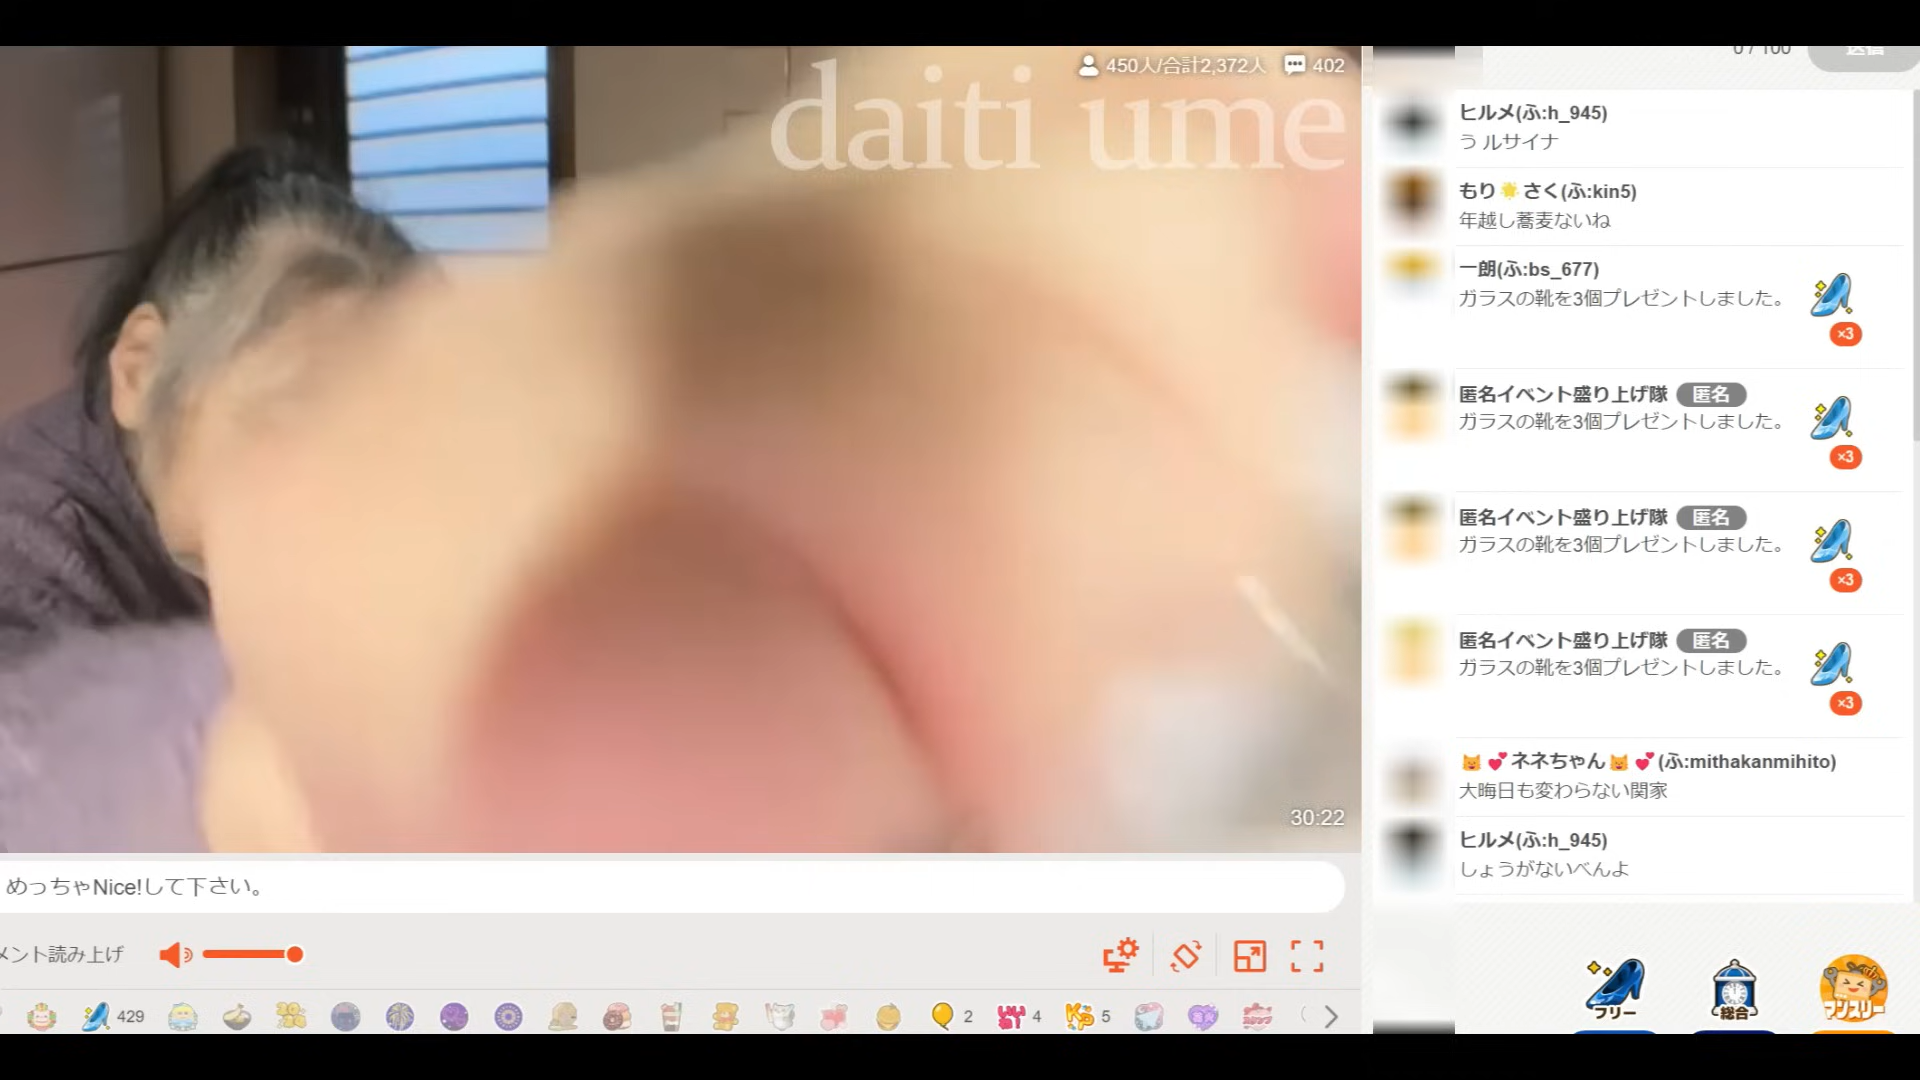 450人/合計2,372人 402
daiti ume
30:22
めっちゃNice!して下さい。
メント読み上げ
429
2
4
5
0 / 100
送信
ヒルメ(ふ:h_945)
う ルサイナ
もり🌟さく(ふ:kin5)
年越し蕎麦ないね
一朗(ふ:bs_677)
ガラスの靴を3個プレゼントしました。
×3
匿名イベント盛り上げ隊 匿名
ガラスの靴を3個プレゼントしました。
×3
匿名イベント盛り上げ隊 匿名
ガラスの靴を3個プレゼントしました。
×3
匿名イベント盛り上げ隊 匿名
ガラスの靴を3個プレゼントしました。
×3
😺💕ネネちゃん😺💕(ふ:mithakanmihito)
大晦日も変わらない関家
ヒルメ(ふ:h_945)
しょうがないべんよ
フリー
総合
マンスリー